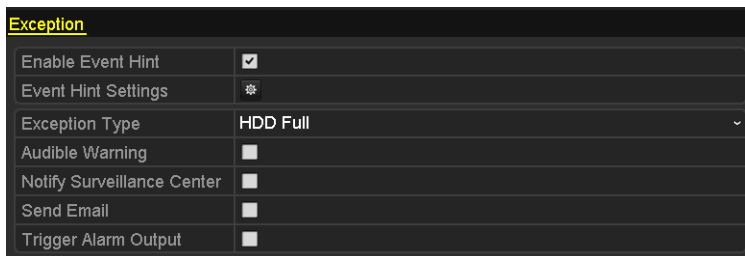 Exception
Enable Event Hint
Event Hint Settings
Exception Type HDD Full
Audible Warning
Notify Surveillance Center
Send Email
Trigger Alarm Output